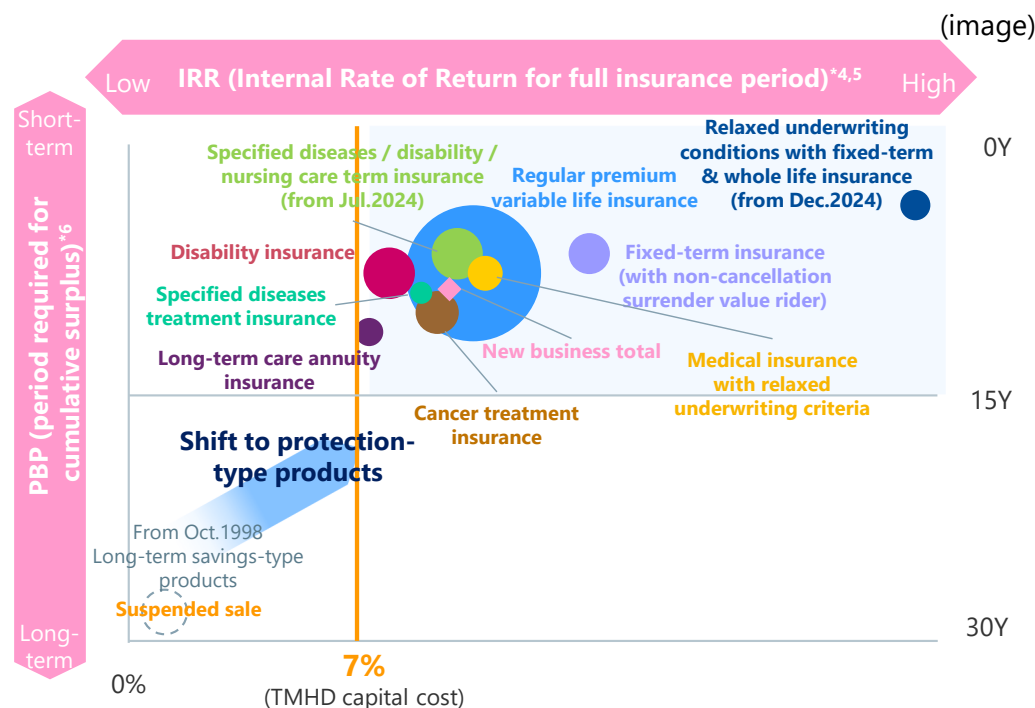 (image)
IRR (Internal Rate of Return for full insurance period)*4,5
Low
High
Short-
term
PBP (period required for
cumulative surplus)*6
Long-
term
0Y
15Y
30Y
Specified diseases / disability /
nursing care term insurance
(from Jul.2024)
Regular premium
variable life insurance
Relaxed underwriting
conditions with fixed-term
& whole life insurance
(from Dec.2024)
Disability insurance
Fixed-term insurance
(with non-cancellation
surrender value rider)
Specified diseases
treatment insurance
Long-term care annuity
insurance
New business total
Medical insurance
with relaxed
underwriting criteria
Cancer treatment
insurance
Shift to protection-
type products
From Oct.1998
Long-term savings-type
products
Suspended sale
0%
7%
(TMHD capital cost)